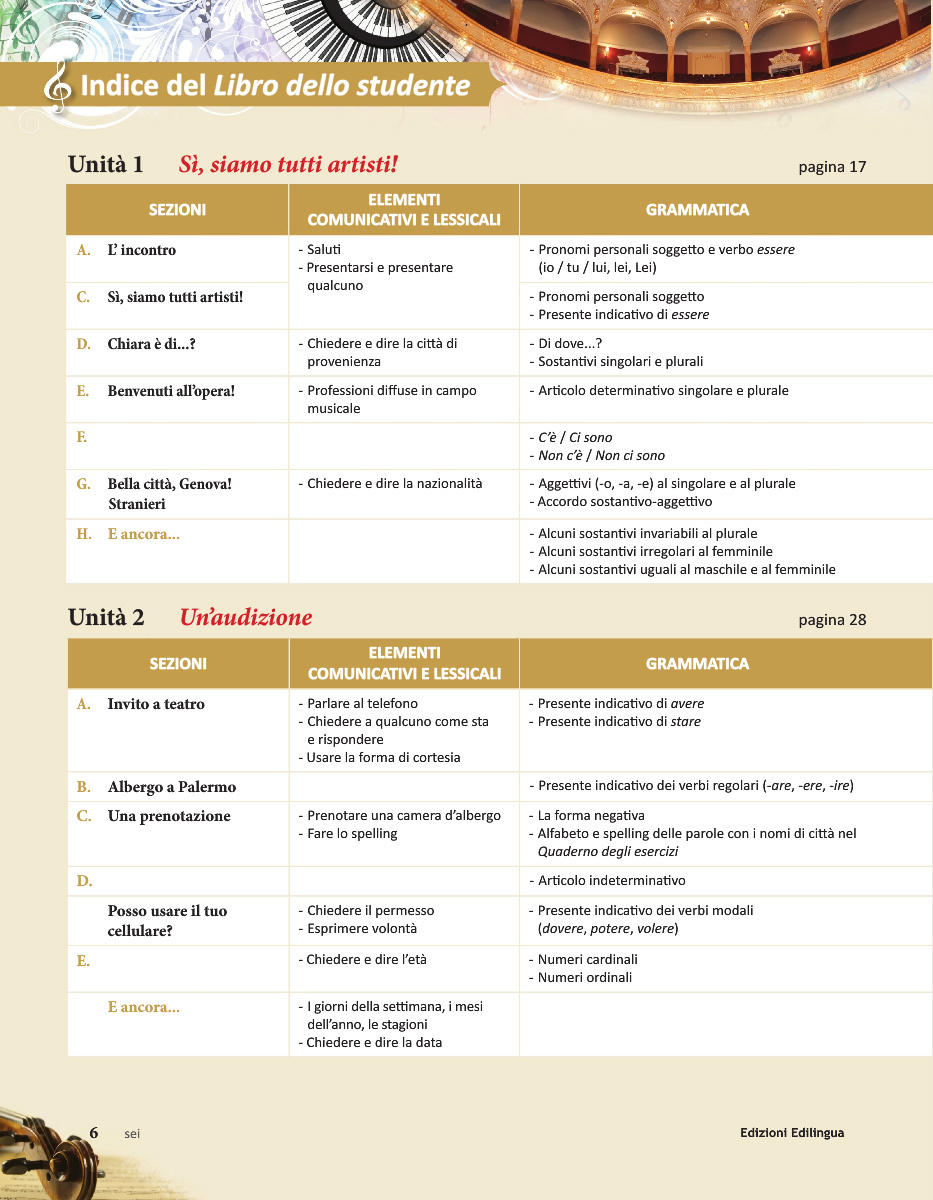 Indice del Libro dello studente
Unità 1 Sì, siamo tutti artisti! pagina 17
SEZIONI
ELEMENTI
COMUNICATIVI E LESSICALI
GRAMMATICA
A. L' incontro
- Saluti
- Presentarsi e presentare
qualcuno
- Pronomi personali soggetto e verbo essere
(io / tu / lui, lei, Lei)
C. Sì, siamo tutti artisti!
- Pronomi personali soggetto
- Presente indicativo di essere
D. Chiara è di...?
- Chiedere e dire la città di
provenienza
- Di dove...?
- Sostantivi singolari e plurali
E. Benvenuti all'opera!
- Professioni diffuse in campo
musicale
- Articolo determinativo singolare e plurale
F.
- C'è / Ci sono
- Non c'è / Non ci sono
G. Bella città, Genova!
Stranieri
- Chiedere e dire la nazionalità
- Aggettivi (-o, -a, -e) al singolare e al plurale
- Accordo sostantivo-aggettivo
H. E ancora...
- Alcuni sostantivi invariabili al plurale
- Alcuni sostantivi irregolari al femminile
- Alcuni sostantivi uguali al maschile e al femminile
Unità 2 Un'audizione pagina 28
SEZIONI
ELEMENTI
COMUNICATIVI E LESSICALI
GRAMMATICA
A. Invito a teatro
- Parlare al telefono
- Chiedere a qualcuno come sta
e rispondere
- Usare la forma di cortesia
- Presente indicativo di avere
- Presente indicativo di stare
B. Albergo a Palermo
- Presente indicativo dei verbi regolari (-are, -ere, -ire)
C. Una prenotazione
- Prenotare una camera d'albergo
- Fare lo spelling
- La forma negativa
- Alfabeto e spelling delle parole con i nomi di città nel
Quaderno degli esercizi
D.
- Articolo indeterminativo
Posso usare il tuo
cellulare?
- Chiedere il permesso
- Esprimere volontà
- Presente indicativo dei verbi modali
(dovere, potere, volere)
E.
- Chiedere e dire l'età
- Numeri cardinali
- Numeri ordinali
E ancora...
- I giorni della settimana, i mesi
dell'anno, le stagioni
- Chiedere e dire la data
6 sei
Edizioni Edilingua